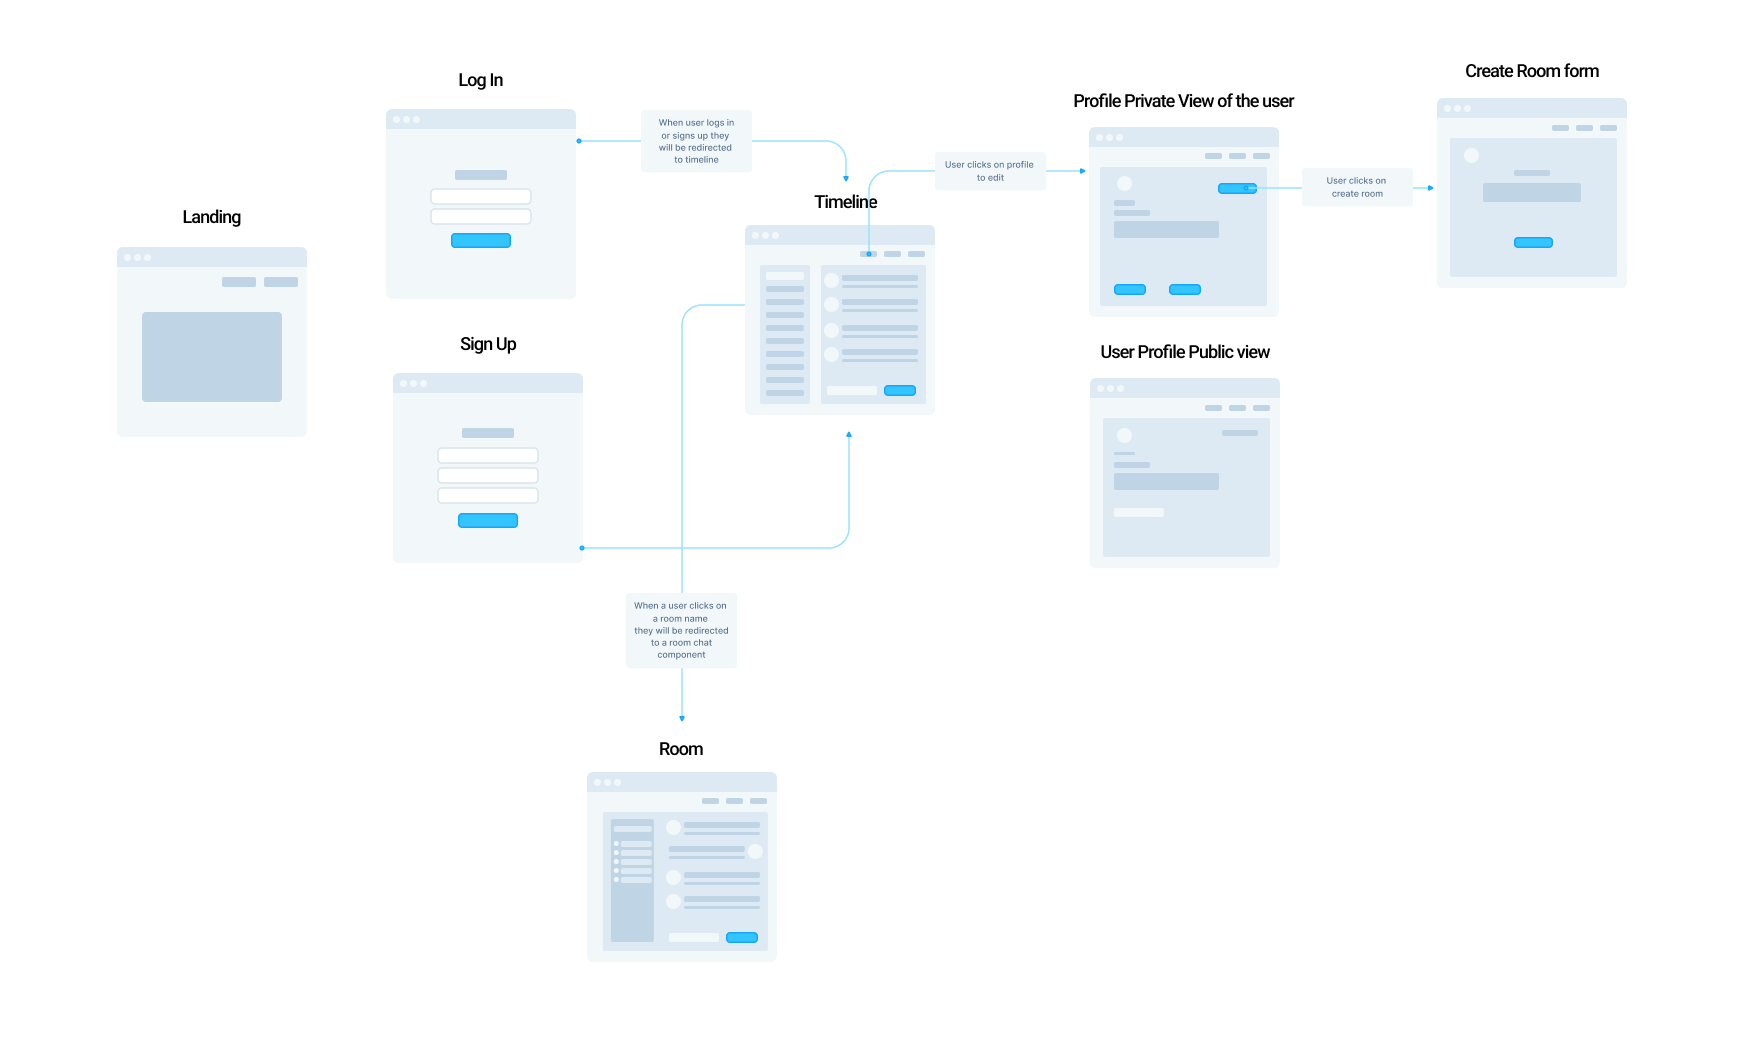 Log In
When user logs in
or signs up they
will be redirected
to timeline
Create Room form
Profile Private View of the user
User clicks on profile
to edit
User clicks on
create room
Timeline
Landing
Sign Up
User Profile Public view
When a user clicks on
a room name
they will be redirected
to a room chat
component
Room